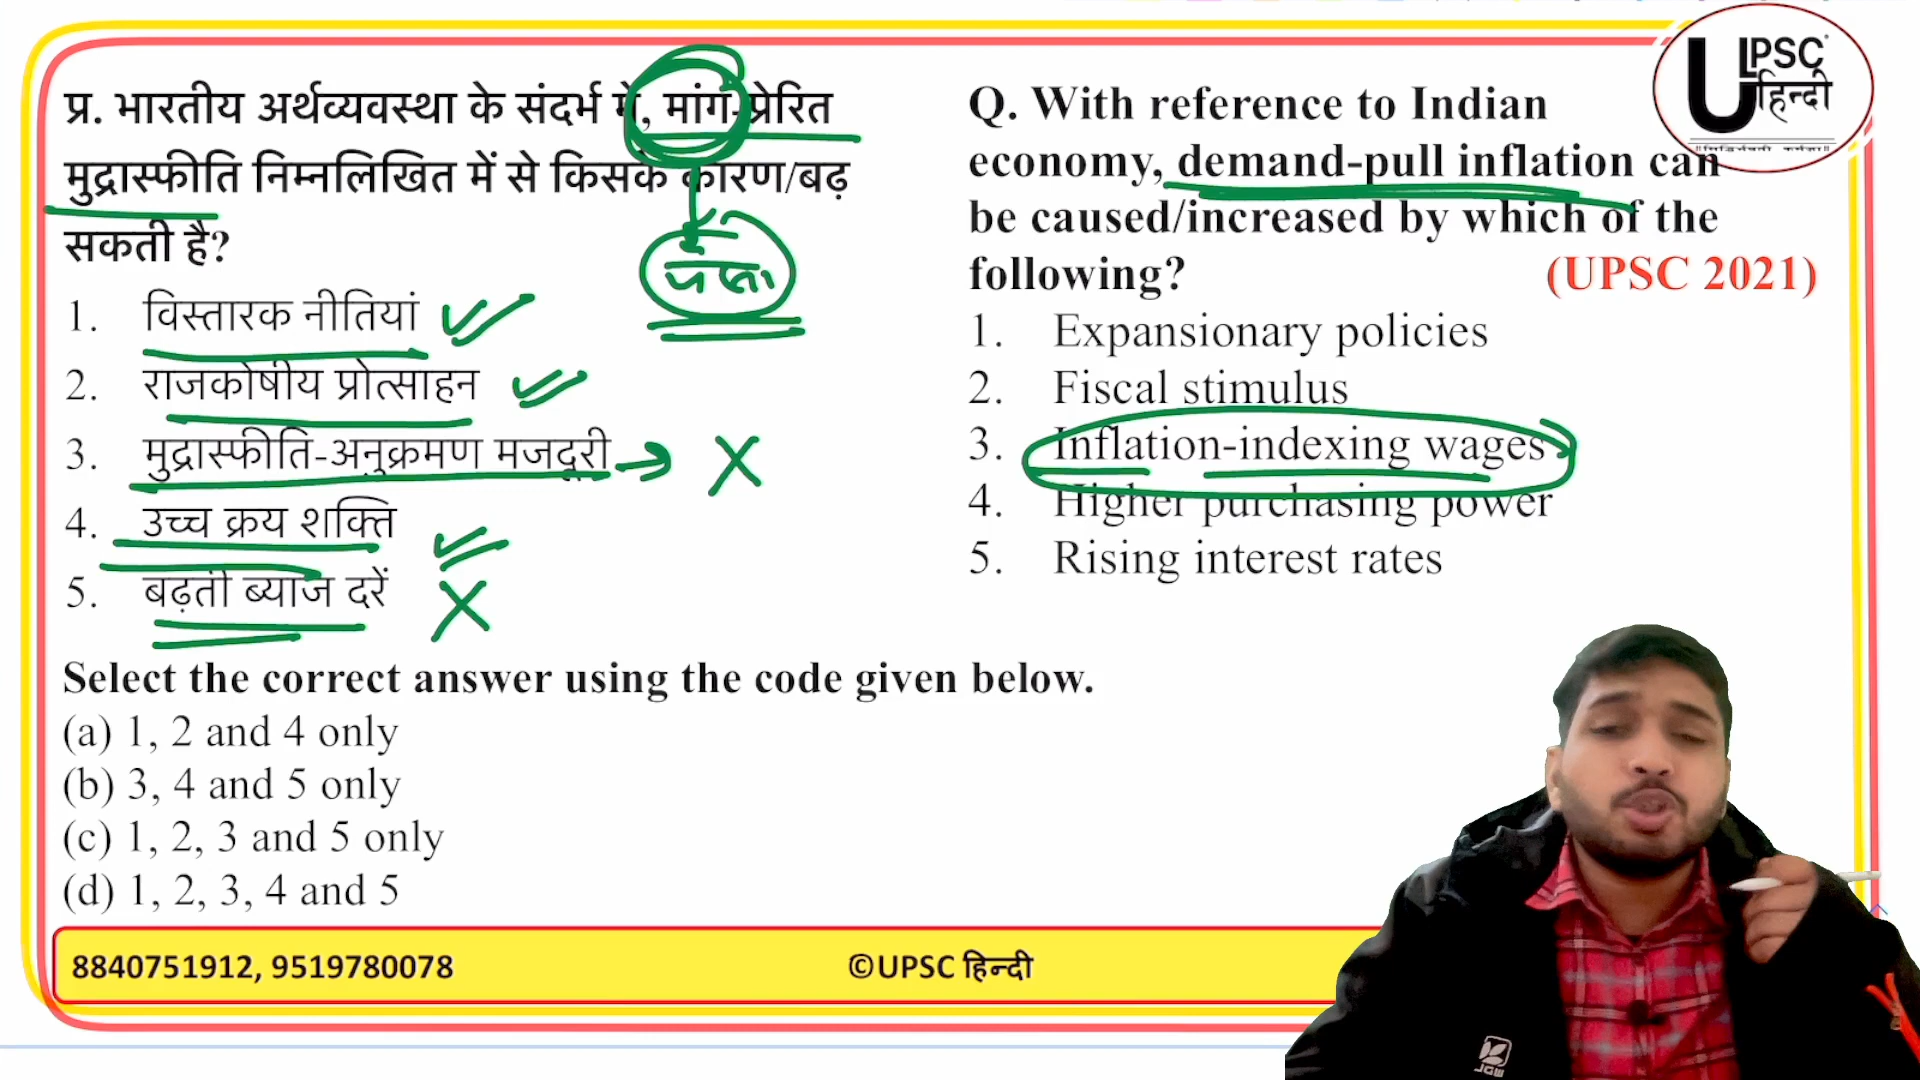 प्र. भारतीय अर्थव्यवस्था के संदर्भ में, मांग-प्रेरित
मुद्रास्फीति निम्नलिखित में से किसके कारण/बढ़
सकती है?
1. विस्तारक नीतियां
2. राजकोषीय प्रोत्साहन
3. मुद्रास्फीति-अनुक्रमण मजदूरी
4. उच्च क्रय शक्ति
5. बढ़ती ब्याज दरें
Q. With reference to Indian
economy, demand-pull inflation can
be caused/increased by which of the
following? (UPSC 2021)
1. Expansionary policies
2. Fiscal stimulus
3. Inflation-indexing wages
4. Higher purchasing power
5. Rising interest rates
Select the correct answer using the code given below.
(a) 1, 2 and 4 only
(b) 3, 4 and 5 only
(c) 1, 2, 3 and 5 only
(d) 1, 2, 3, 4 and 5
8840751912, 9519780078 ©UPSC हिन्दी
UPSC
हिन्दी
JGW